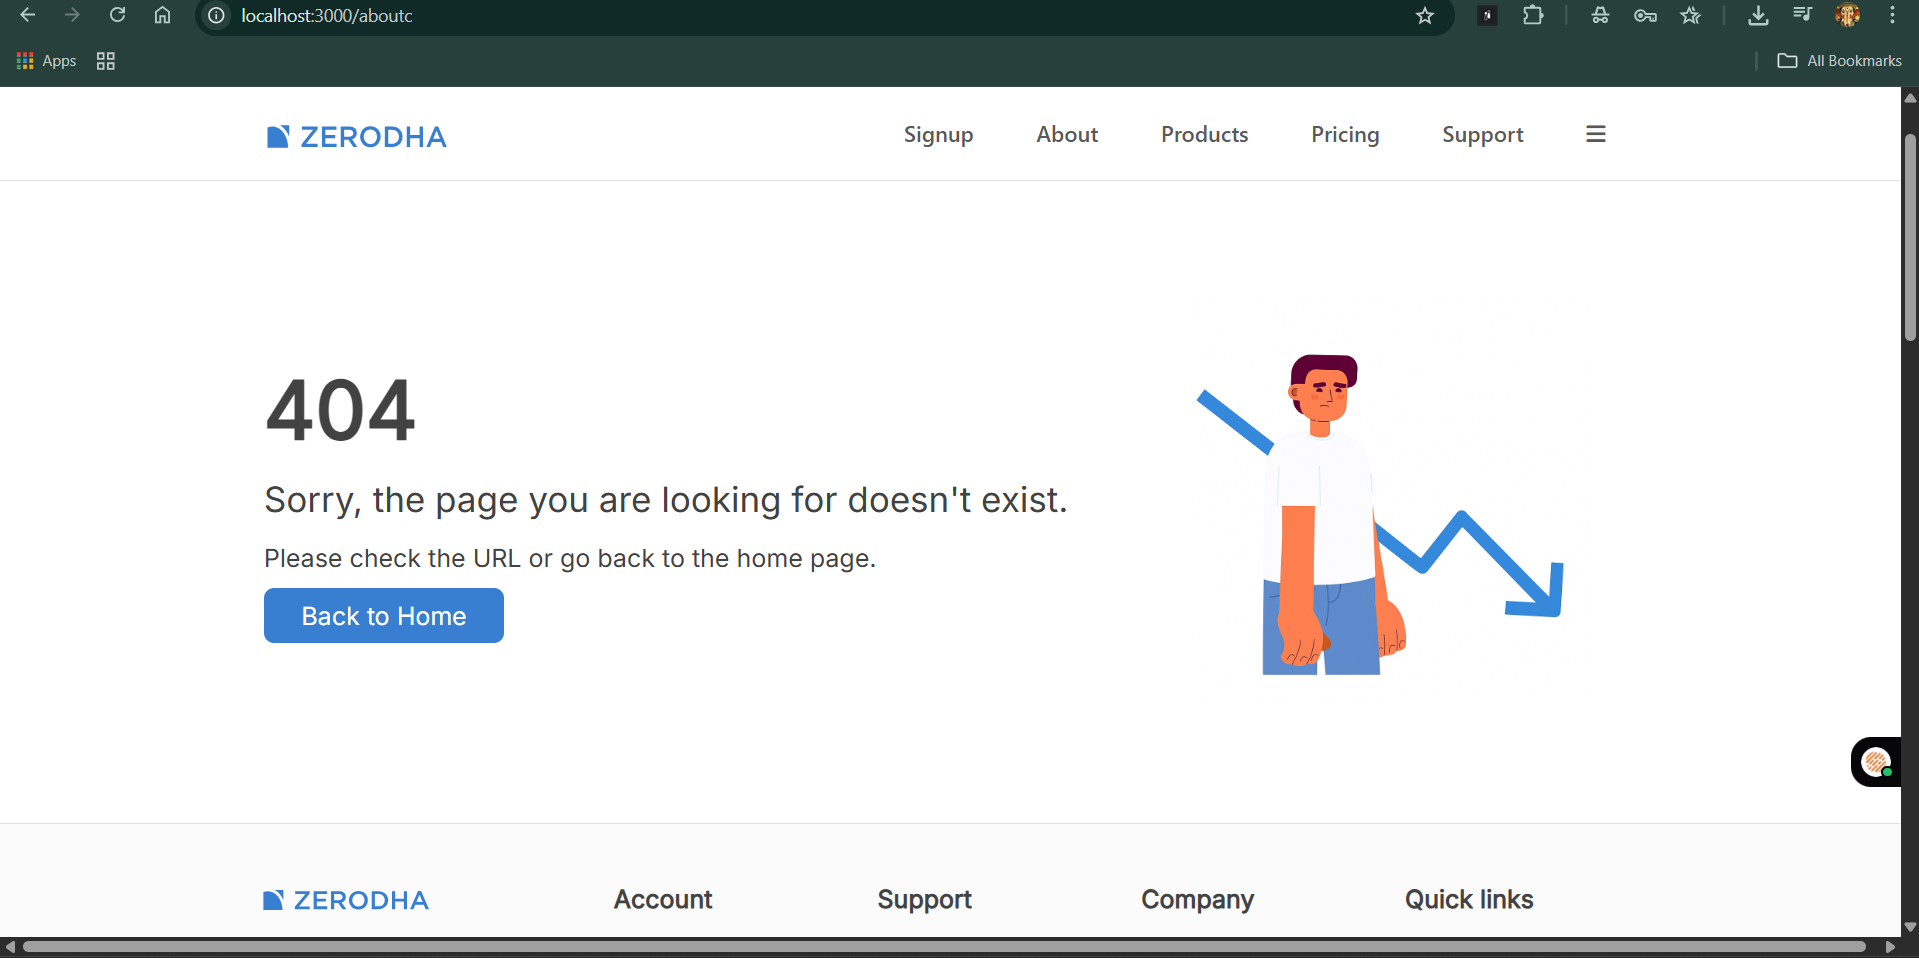 localhost:3000/aboutc
Apps
All Bookmarks
ZERODHA Signup About Products Pricing Support
404
Sorry, the page you are looking for doesn't exist.
Please check the URL or go back to the home page.
Back to Home
ZERODHA Account Support Company Quick links